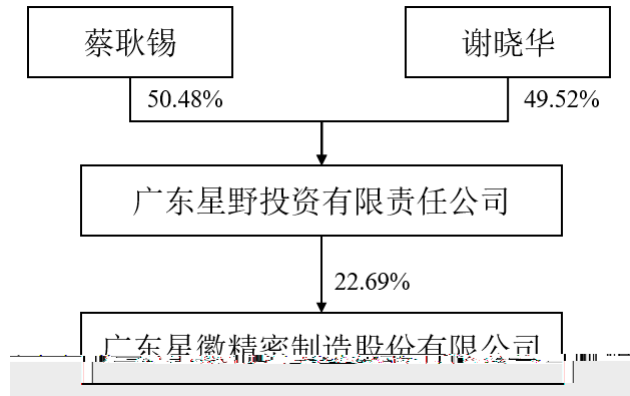 蔡耿锡
谢晓华
50.48%
49.52%
广东星野投资有限责任公司
22.69%
广东星徽精密制造股份有限公司